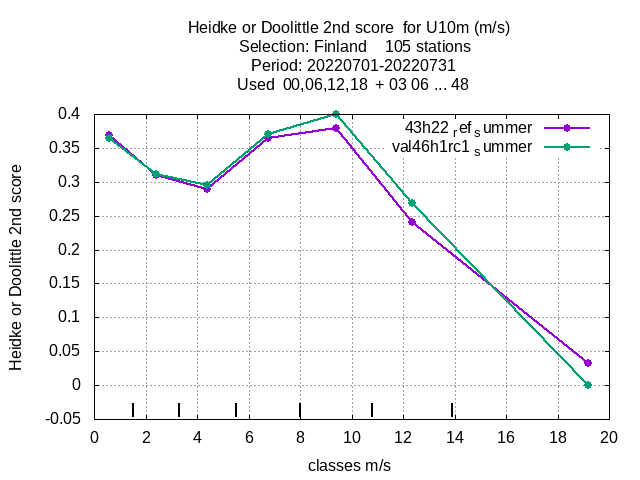 Heidke or Doolittle 2nd score  for U10m (m/s)
Selection: Finland    105 stations
Period: 20220701-20220731
Used  00,06,12,18  + 03 06 ... 48
43h22 refsummer
val46h1rc1 summer
0.4
0.35
0.3
0.25
0.2
0.15
0.1
0.05
0
-0.05
Heidke or Doolittle 2nd score
0 2 4 6 8 10 12 14 16 18 20
classes m/s